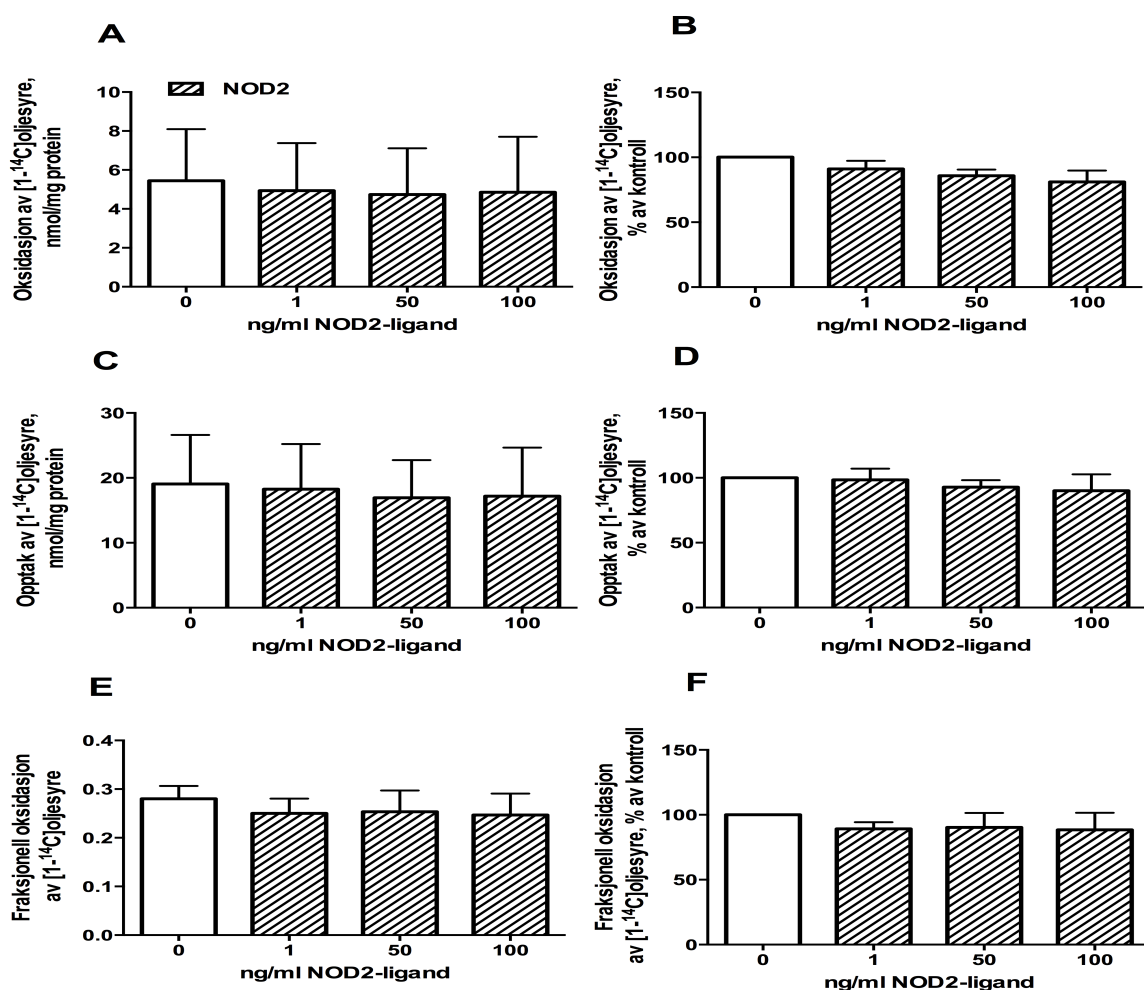 A
Oksidasjon av [1-¹⁴C]oljesyre,
nmol/mg protein
NOD2
10
8
6
4
2
0
0 1 50 100
ng/ml NOD2-ligand
B
Oksidasjon av [1-¹⁴C]oljesyre,
% av kontroll
150
100
50
0
0 1 50 100
ng/ml NOD2-ligand
C
Opptak av [1-¹⁴C]oljesyre,
nmol/mg protein
30
20
10
0
0 1 50 100
ng/ml NOD2-ligand
D
Opptak av [1-¹⁴C]oljesyre,
% av kontroll
150
100
50
0
0 1 50 100
ng/ml NOD2-ligand
E
Fraksjonell oksidasjon
av [1-¹⁴C]oljesyre
0.4
0.3
0.2
0.1
0.0
0 1 50 100
ng/ml NOD2-ligand
F
Fraksjonell oksidasjon
av [1-¹⁴C]oljesyre, % av kontroll
150
100
50
0
0 1 50 100
ng/ml NOD2-ligand